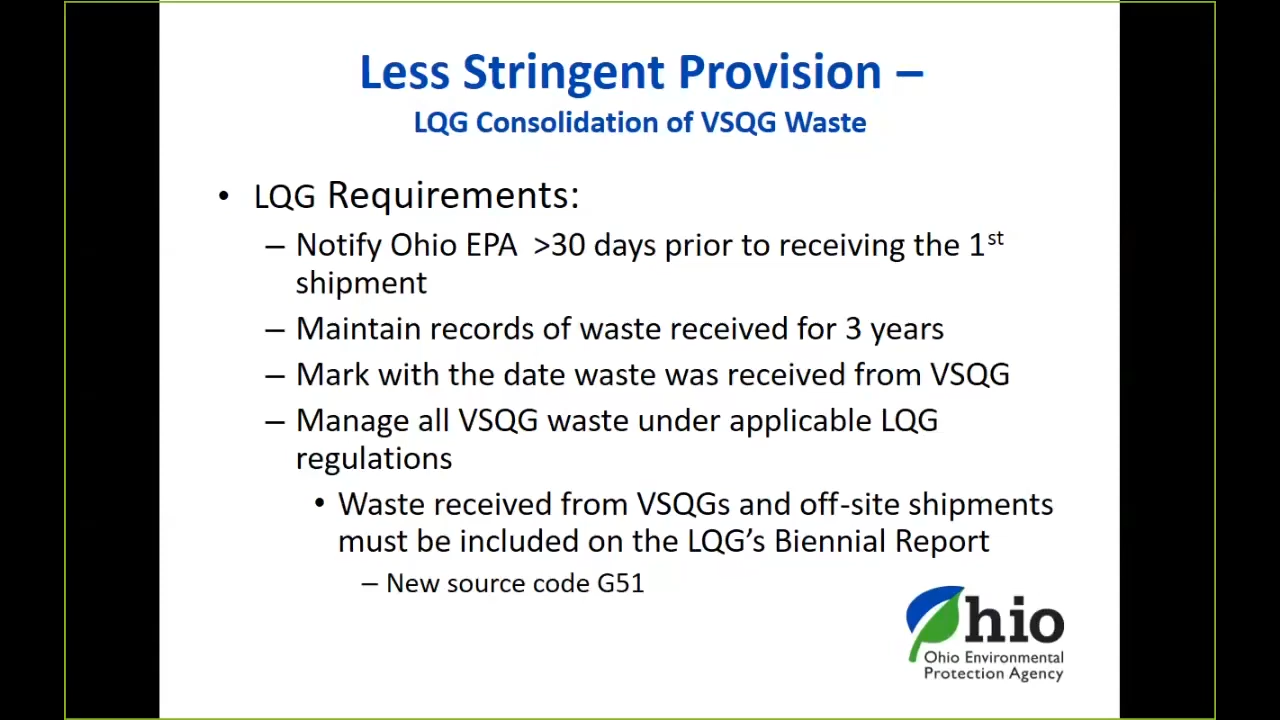 Less Stringent Provision –
LQG Consolidation of VSQG Waste
• LQG Requirements:
– Notify Ohio EPA  >30 days prior to receiving the 1st
shipment
– Maintain records of waste received for 3 years
– Mark with the date waste was received from VSQG
– Manage all VSQG waste under applicable LQG
regulations
• Waste received from VSQGs and off-site shipments
must be included on the LQG’s Biennial Report
– New source code G51
Ohio
Ohio Environmental
Protection Agency